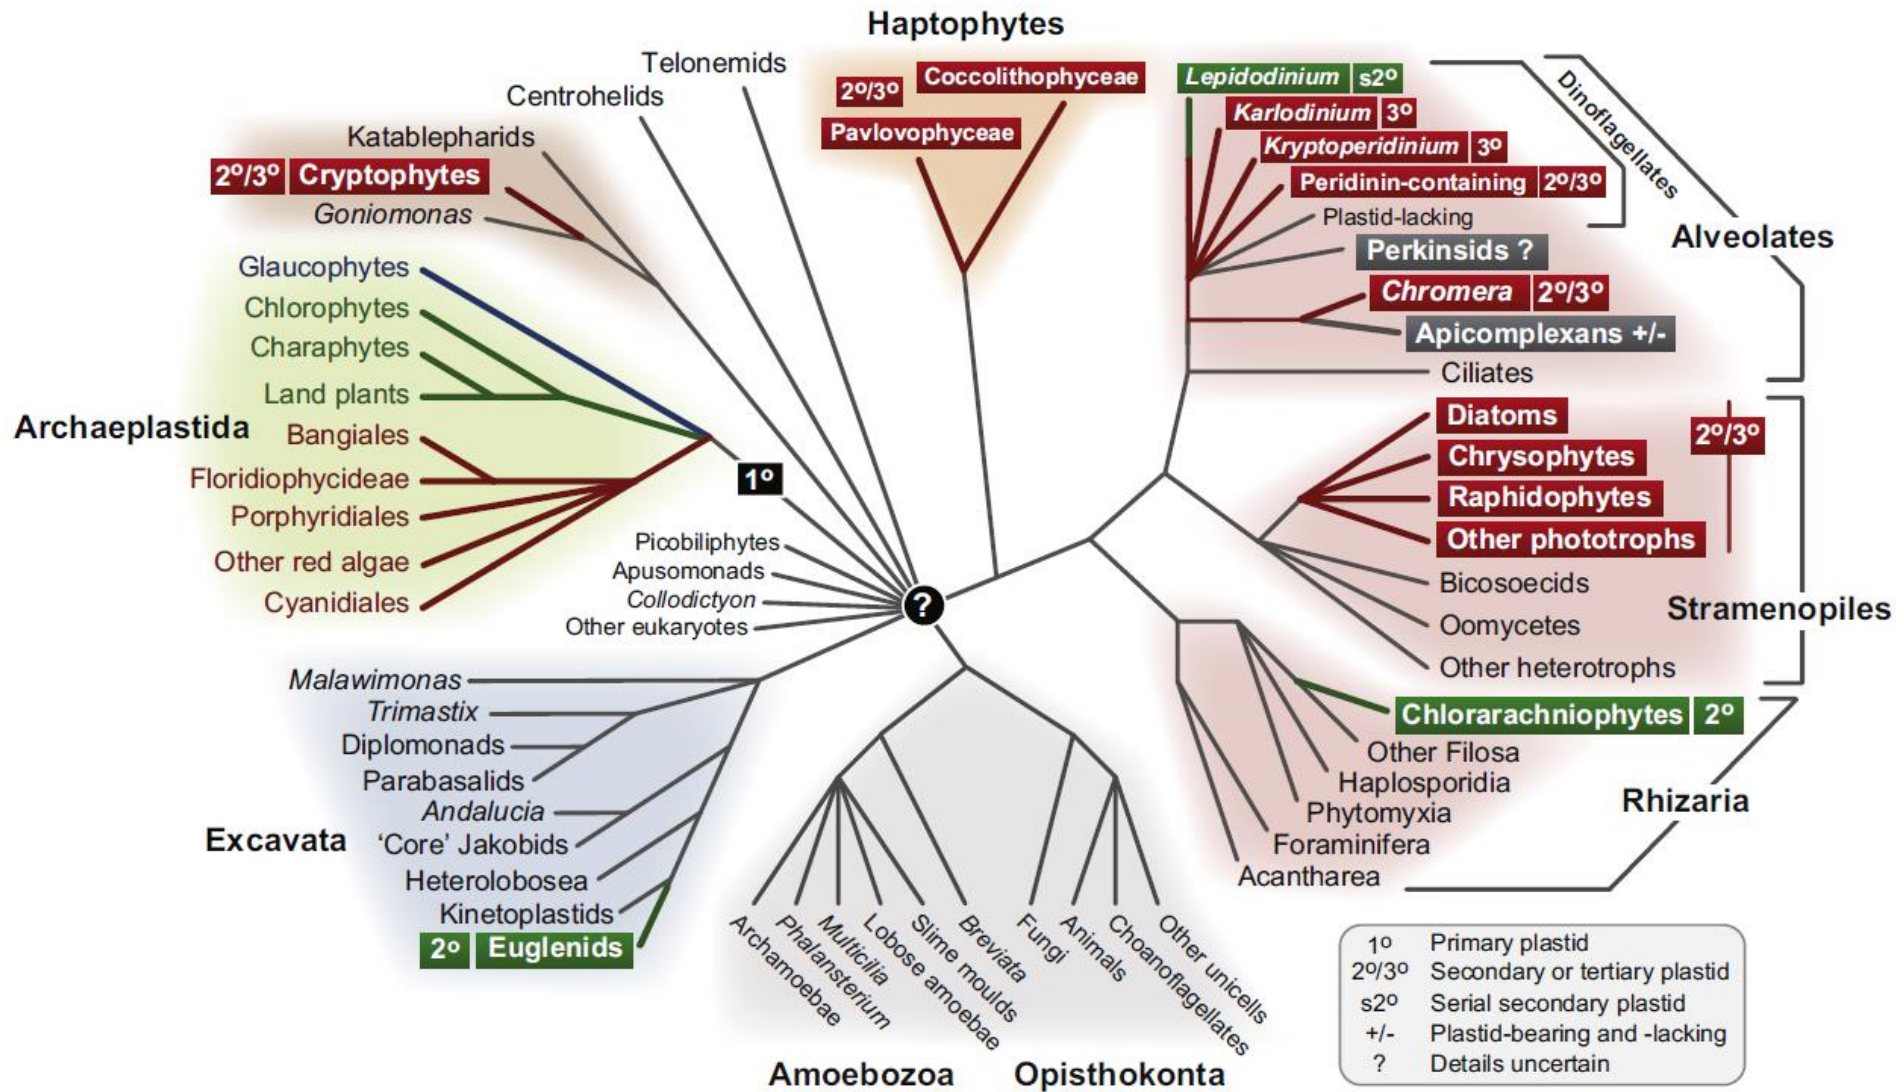 Haptophytes
Telonemids
Centrohelids
Katablepharids
2º/3º Cryptophytes
Goniomonas
2º/3º
Coccolithophyceae
Pavlovophyceae
Lepidodinium s2º
Karlodinium 3º
Kryptoperidinium 3º
Peridinin-containing 2º/3º
Plastid-lacking
Perkinsids ?
Chromera 2º/3º
Apicomplexans +/-
Ciliates
Dinoflagellates
Alveolates
Glaucophytes
Chlorophytes
Charaphytes
Land plants
Archaeplastida
Bangiales
Floridiophycideae
Porphyridiales
Other red algae
Cyanidiales
1º
Diatoms
Chrysophytes
Raphidophytes
Other phototrophs
2º/3º
Bicosoecids
Oomycetes
Other heterotrophs
Stramenopiles
Picobiliphytes
Apusomonads
Collodictyon
Other eukaryotes
?
Malawimonas
Trimastix
Diplomonads
Parabasalids
Andalucia
Excavata
‘Core’ Jakobids
Heterolobosea
Kinetoplastids
2º Euglenids
Chlorarachniophytes 2º
Other Filosa
Haplosporidia
Phytomyxia
Foraminifera
Acantharea
Rhizaria
Archamoebae
Phalansterium
Multicilia
Lobose amoebae
Slime moulds
Breviata
Fungi
Animals
Choanoflagellates
Other unicells
Amoebozoa
Opisthokonta
1º Primary plastid
2º/3º Secondary or tertiary plastid
s2º Serial secondary plastid
+/- Plastid-bearing and -lacking
? Details uncertain